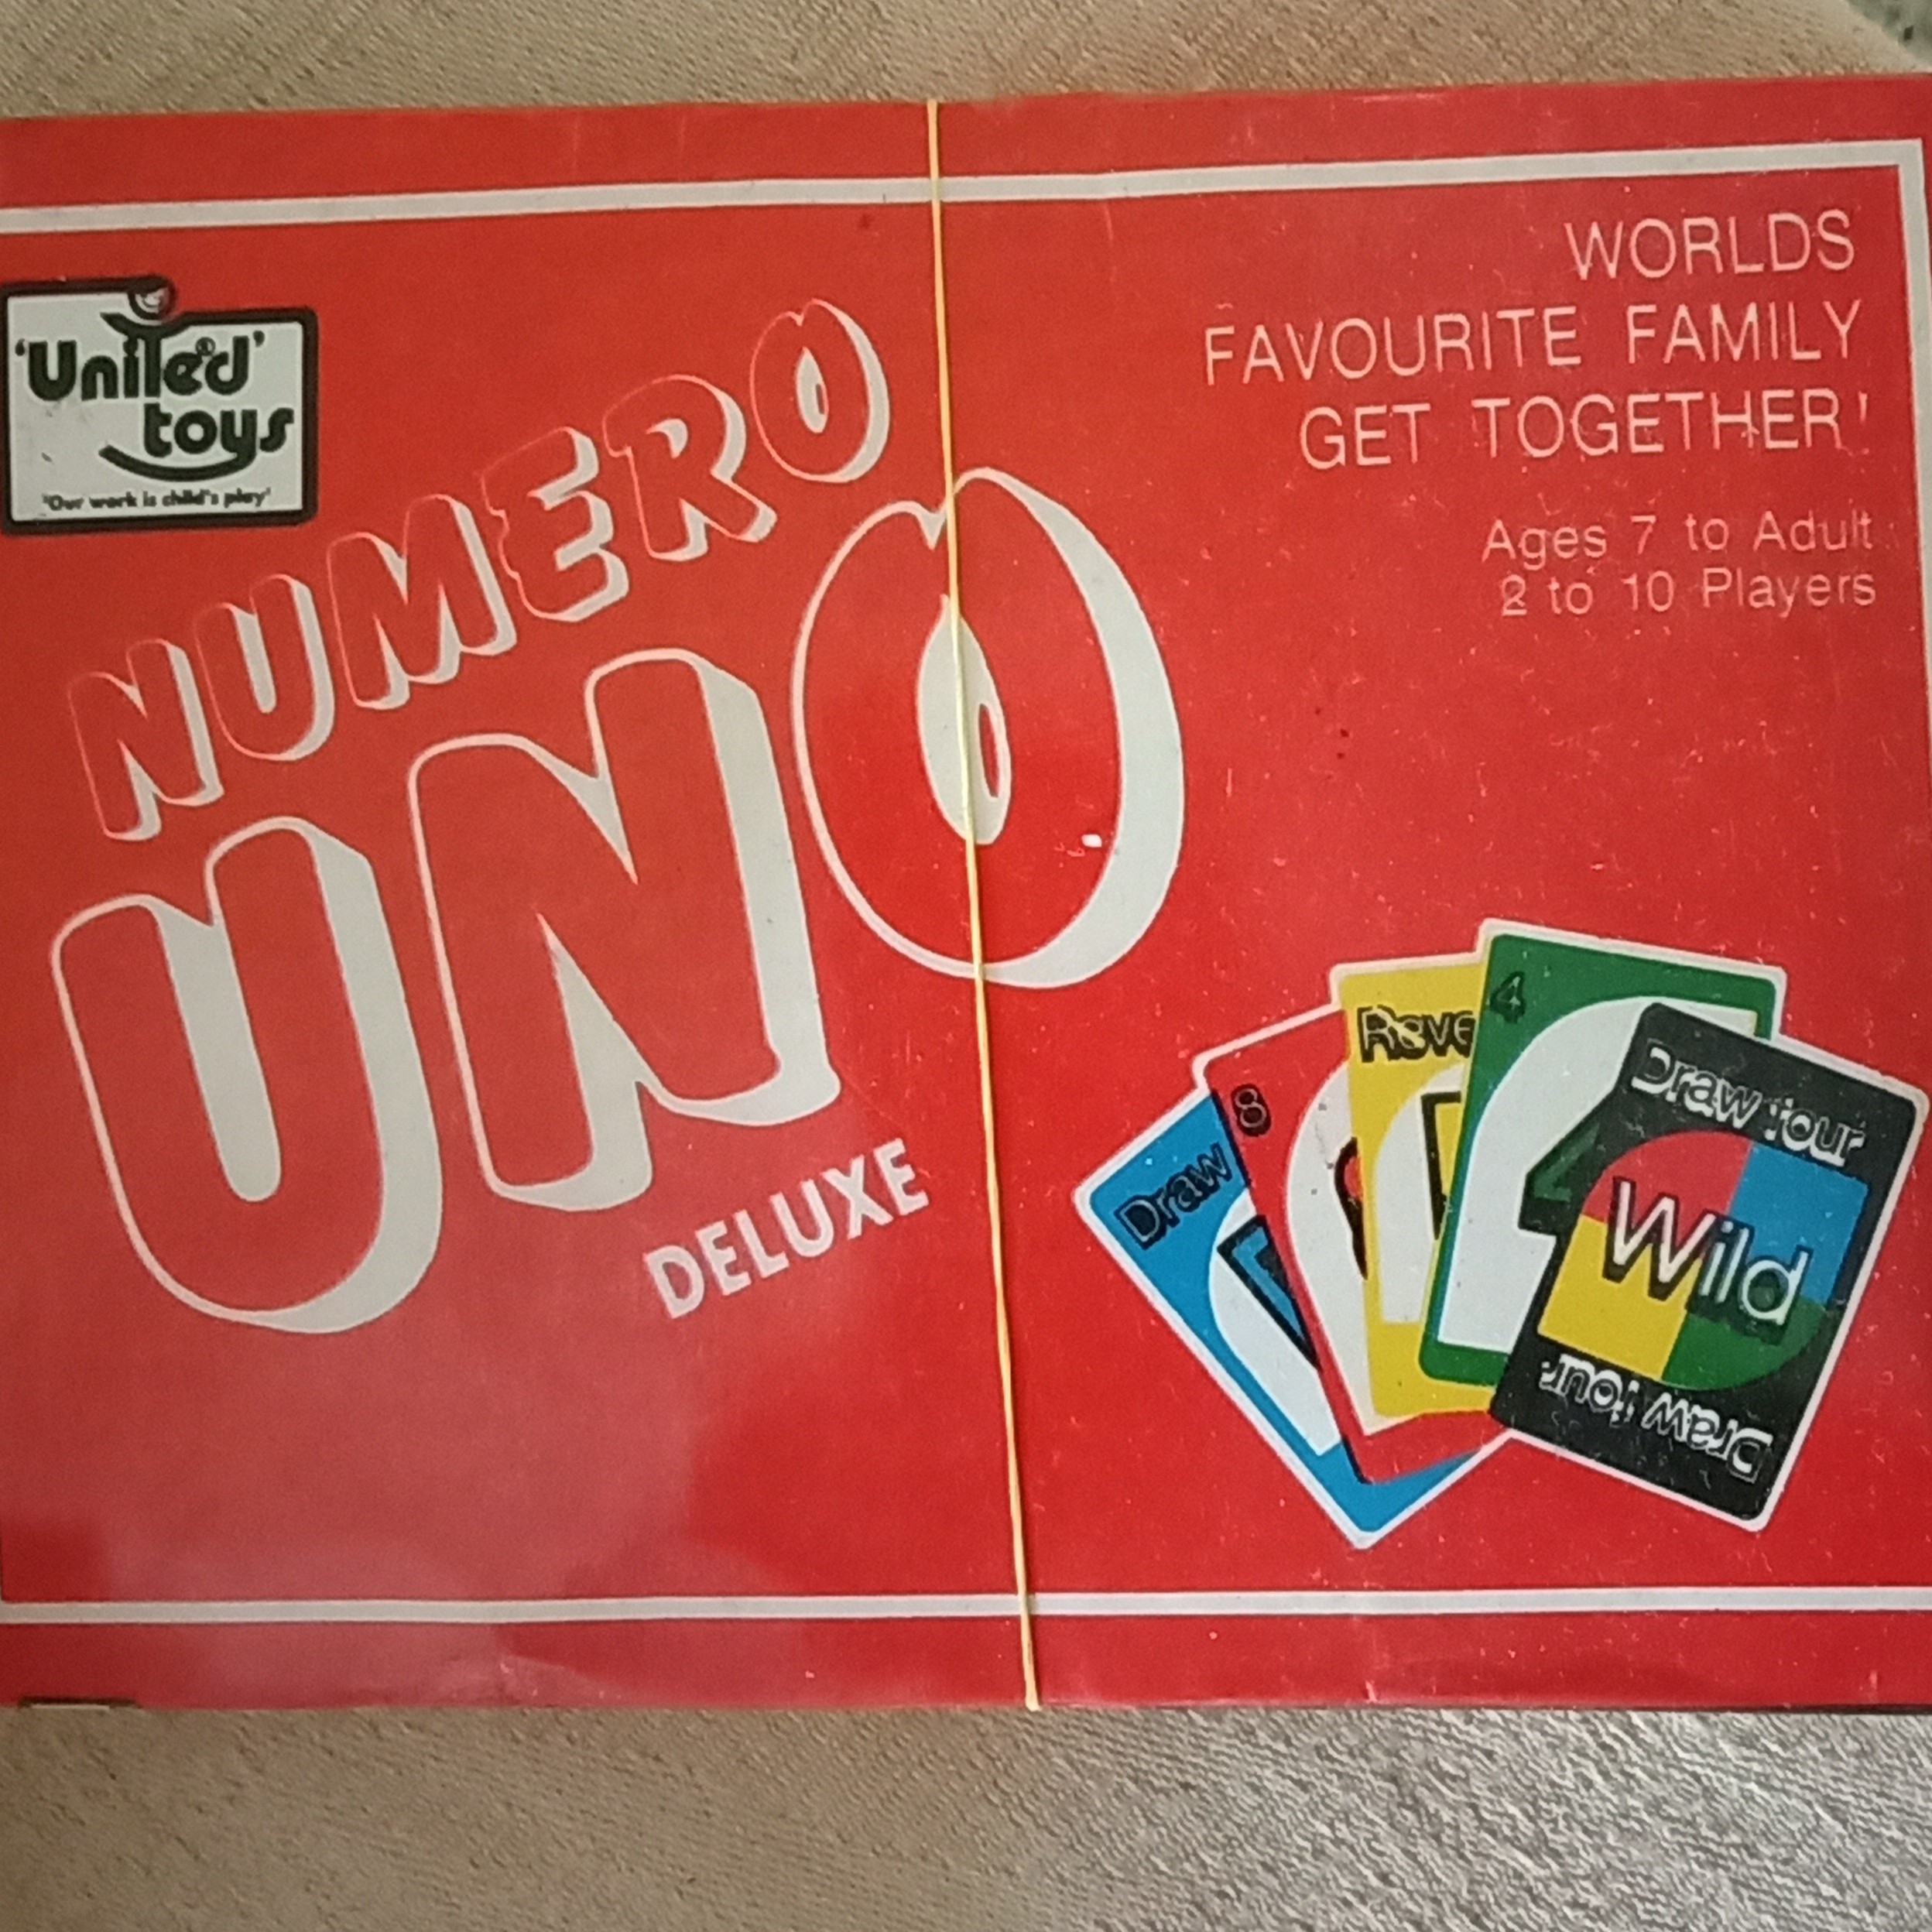 'United'
toys
'Our work is child's play'
NUMERO
UNO
DELUXE
WORLDS
FAVOURITE FAMILY
GET TOGETHER!
Ages 7 to Adult
2 to 10 Players
Draw
8
Reve
4
Draw four
Wild
Draw four